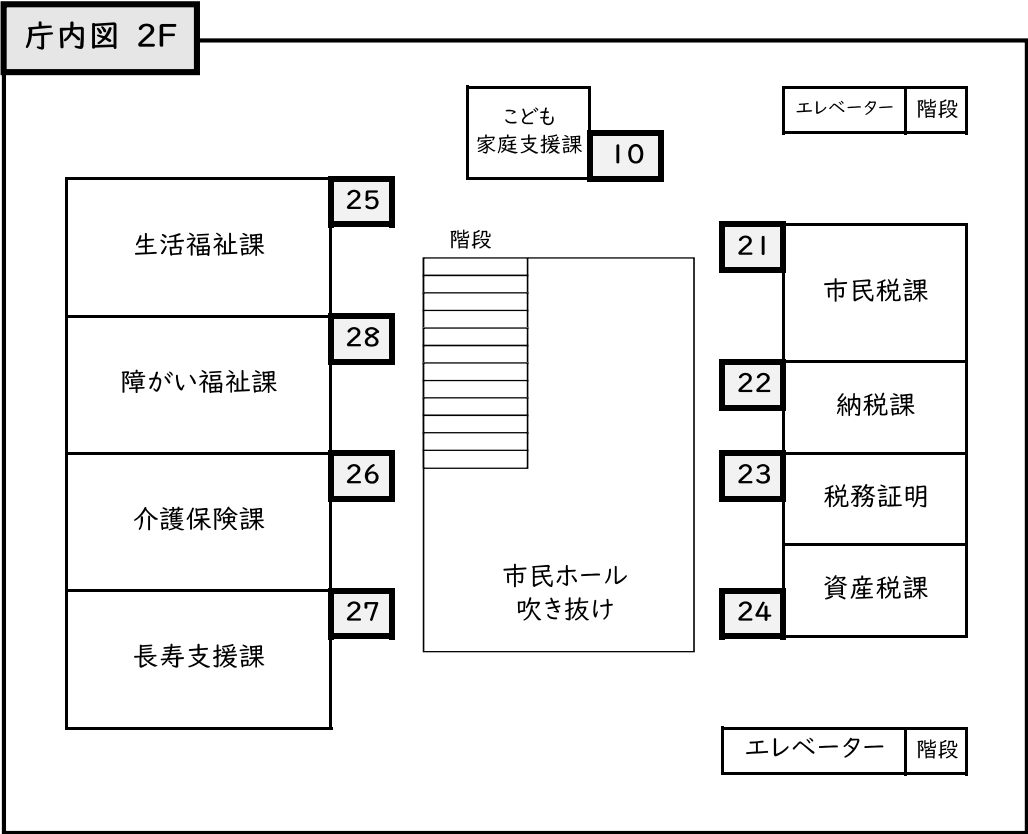 庁内図 2F
こども
家庭支援課
10
エレベーター
階段
25
生活福祉課
28
障がい福祉課
26
介護保険課
27
長寿支援課
階段
市民ホール
吹き抜け
21
市民税課
22
納税課
23
税務証明
24
資産税課
エレベーター
階段